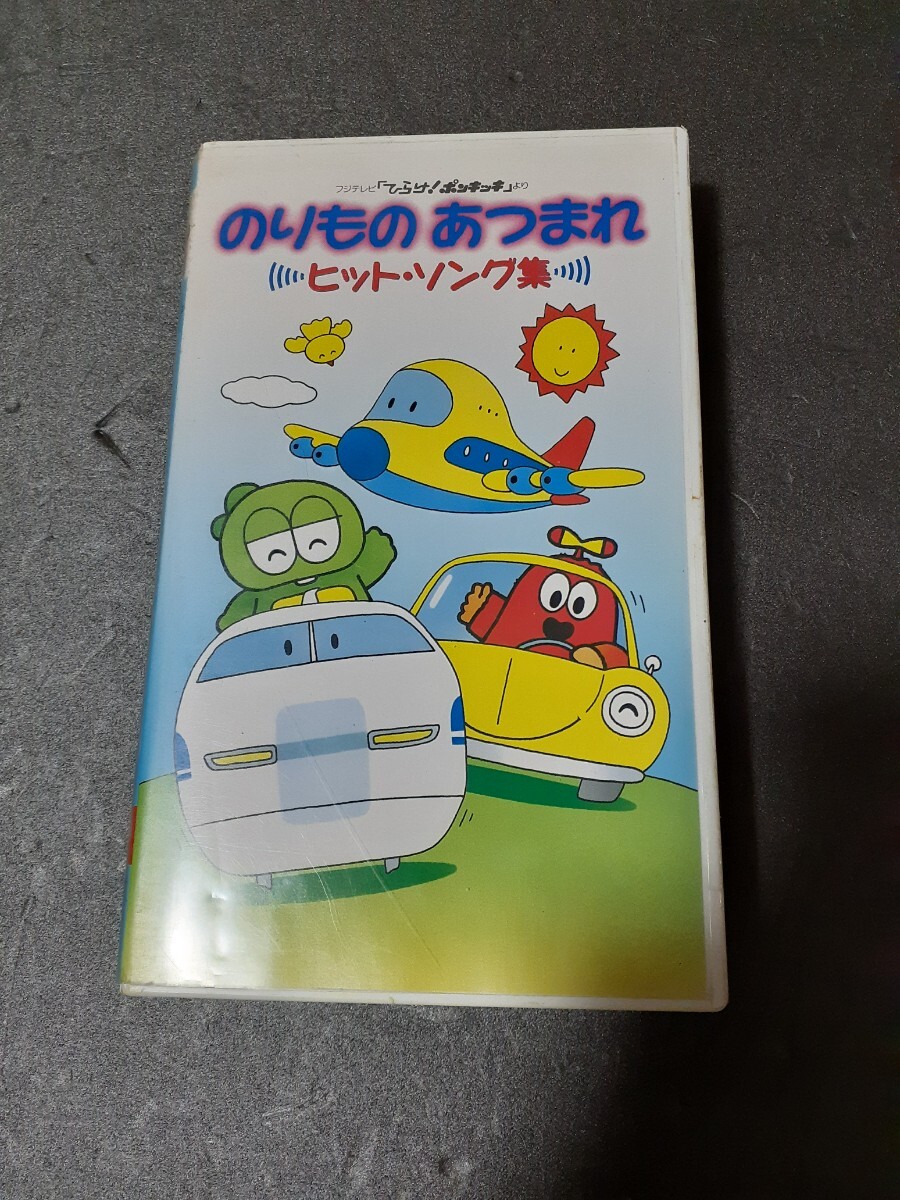 フジテレビ「ひらけ!ポンキッキ」より
のりもの あつまれ
ヒット・ソング集